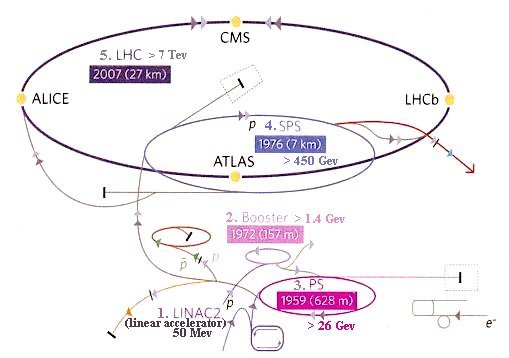 CMS
5. LHC > 7 Tev
2007 (27 km)
ALICE
LHCb
p
4. SPS
1976 (7 km)
> 450 Gev
ATLAS
2. Booster > 1.4 Gev
1972 (157 m)
p̄
p
3. PS
1959 (628 m)
> 26 Gev
p
1. LINAC2
(linear accelerator)
50 Mev
e-